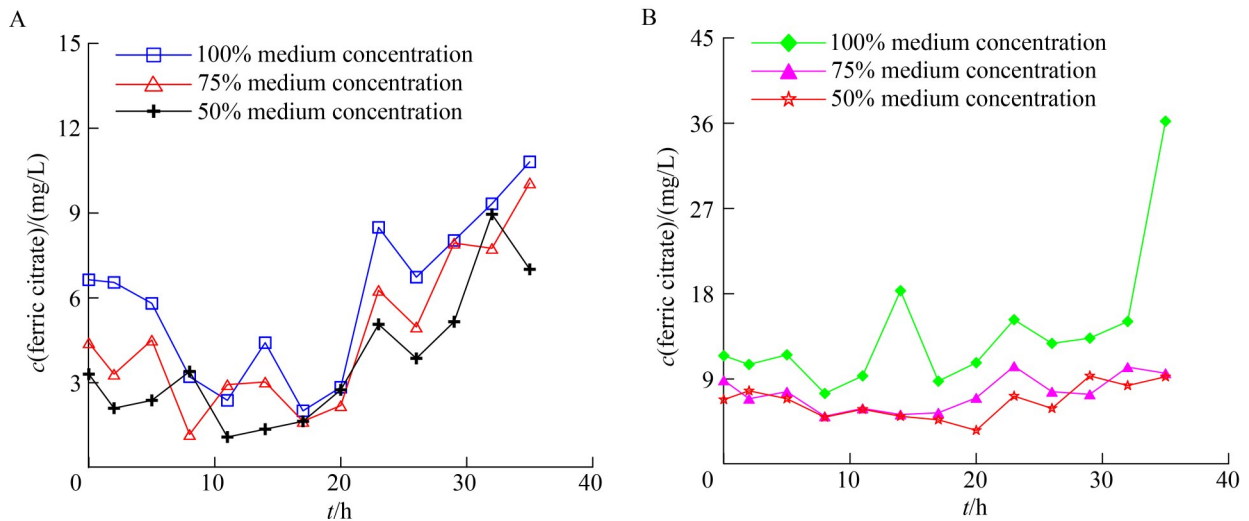 A
15
12
9
6
3
0
10
20
30
40
c(ferric citrate)/(mg/L)
t/h
100% medium concentration
75% medium concentration
50% medium concentration
B
45
36
27
18
9
0
10
20
30
40
c(ferric citrate)/(mg/L)
t/h
100% medium concentration
75% medium concentration
50% medium concentration